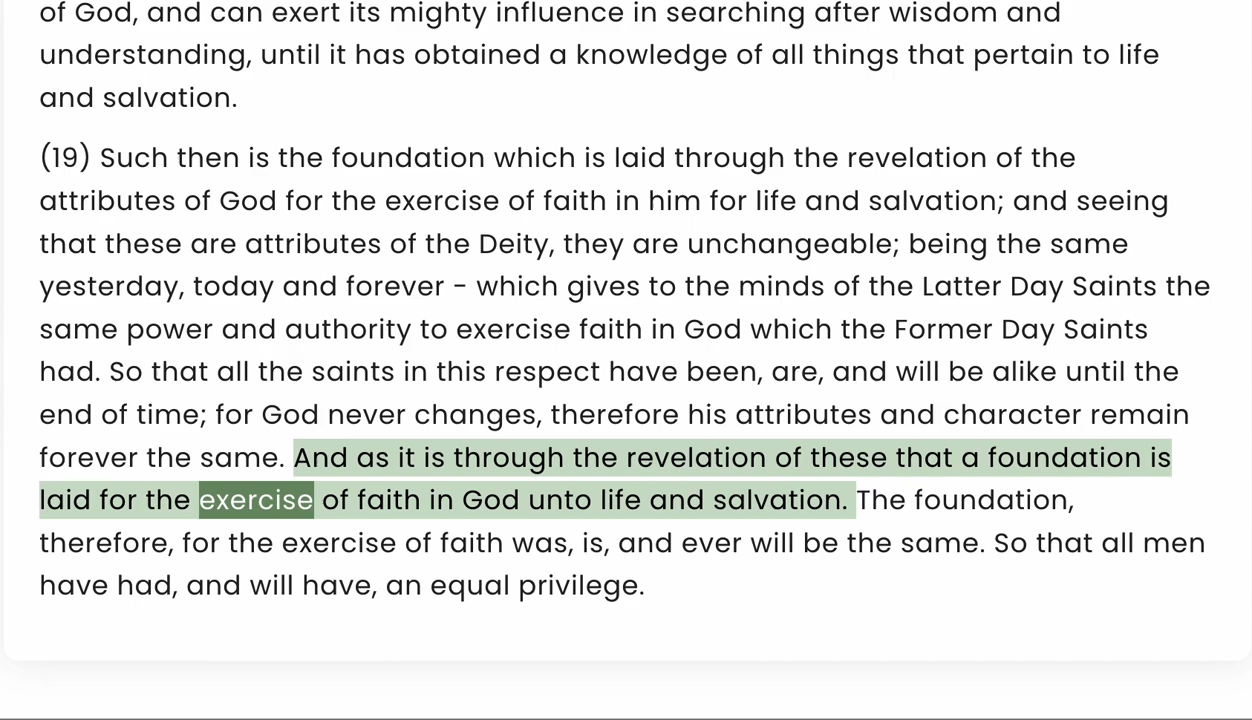 of God, and can exert its mighty influence in searching after wisdom and
understanding, until it has obtained a knowledge of all things that pertain to life
and salvation.
(19) Such then is the foundation which is laid through the revelation of the
attributes of God for the exercise of faith in him for life and salvation; and seeing
that these are attributes of the Deity, they are unchangeable; being the same
yesterday, today and forever - which gives to the minds of the Latter Day Saints the
same power and authority to exercise faith in God which the Former Day Saints
had. So that all the saints in this respect have been, are, and will be alike until the
end of time; for God never changes, therefore his attributes and character remain
forever the same. And as it is through the revelation of these that a foundation is
laid for the exercise of faith in God unto life and salvation. The foundation,
therefore, for the exercise of faith was, is, and ever will be the same. So that all men
have had, and will have, an equal privilege.